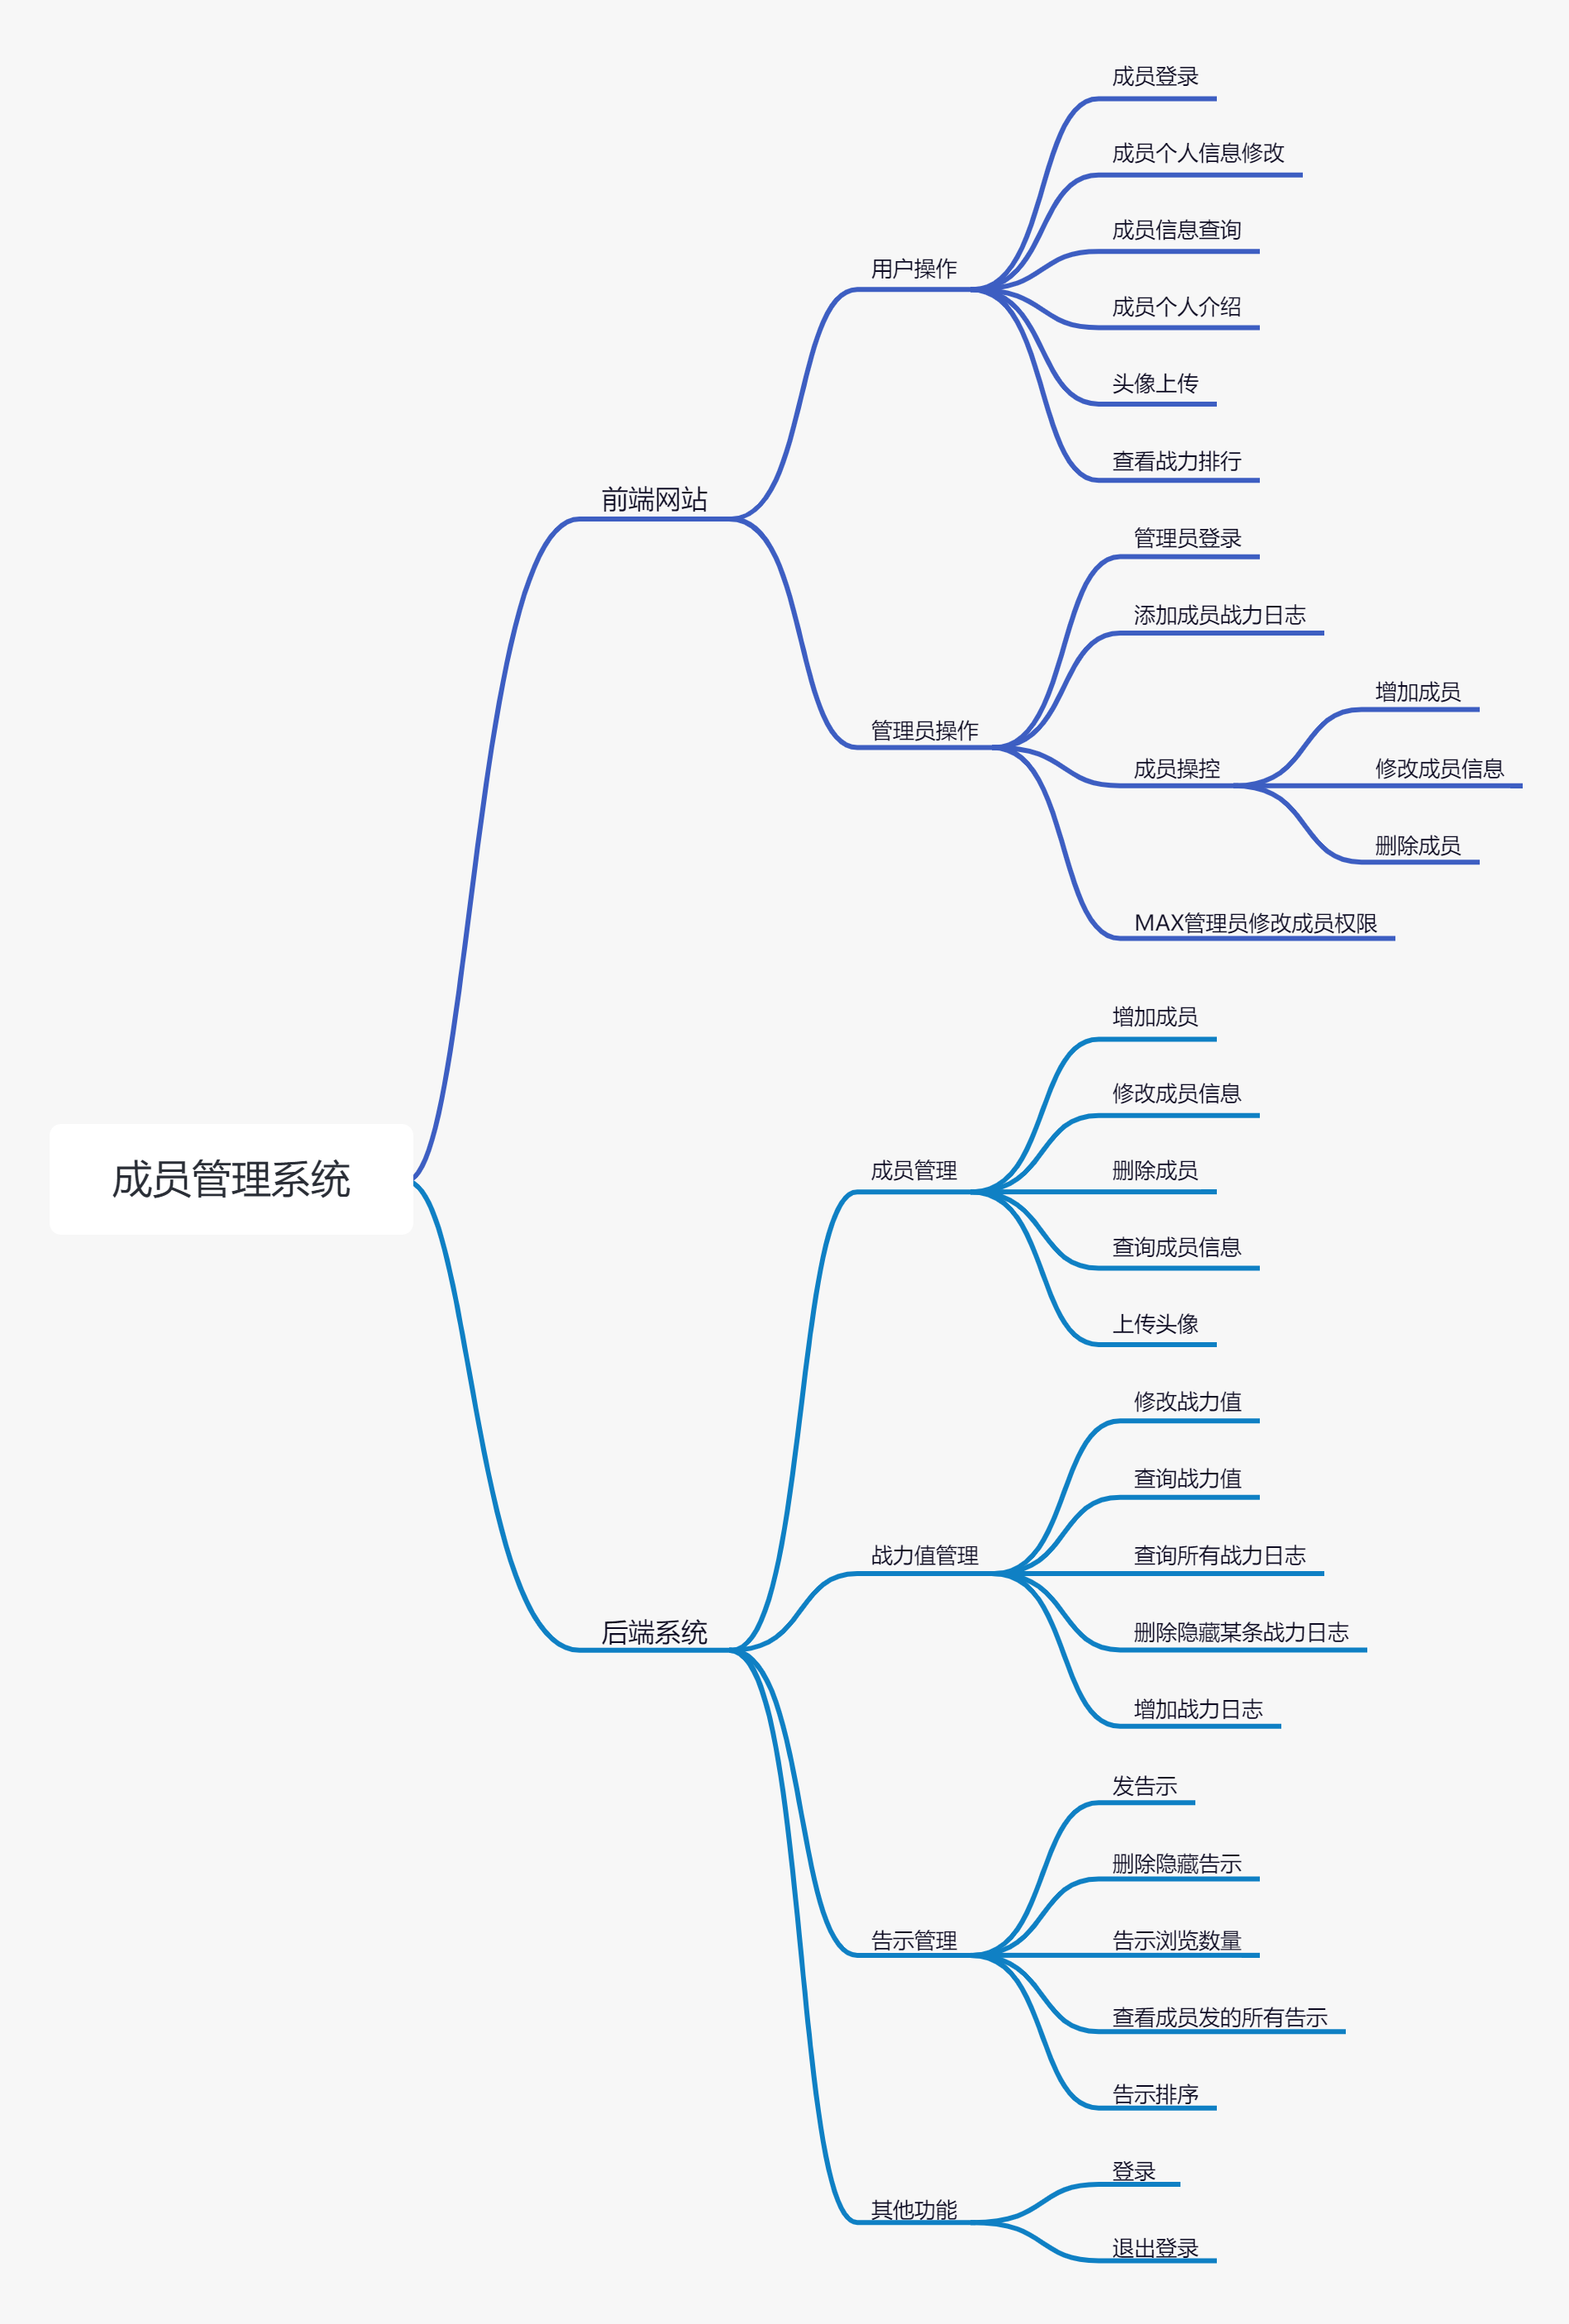 成员管理系统
前端网站
用户操作
成员登录
成员个人信息修改
成员信息查询
成员个人介绍
头像上传
查看战力排行
管理员操作
管理员登录
添加成员战力日志
成员操控
增加成员
修改成员信息
删除成员
MAX管理员修改成员权限
后端系统
成员管理
增加成员
修改成员信息
删除成员
查询成员信息
上传头像
战力值管理
修改战力值
查询战力值
查询所有战力日志
删除隐藏某条战力日志
增加战力日志
告示管理
发告示
删除隐藏告示
告示浏览数量
查看成员发的所有告示
告示排序
其他功能
登录
退出登录